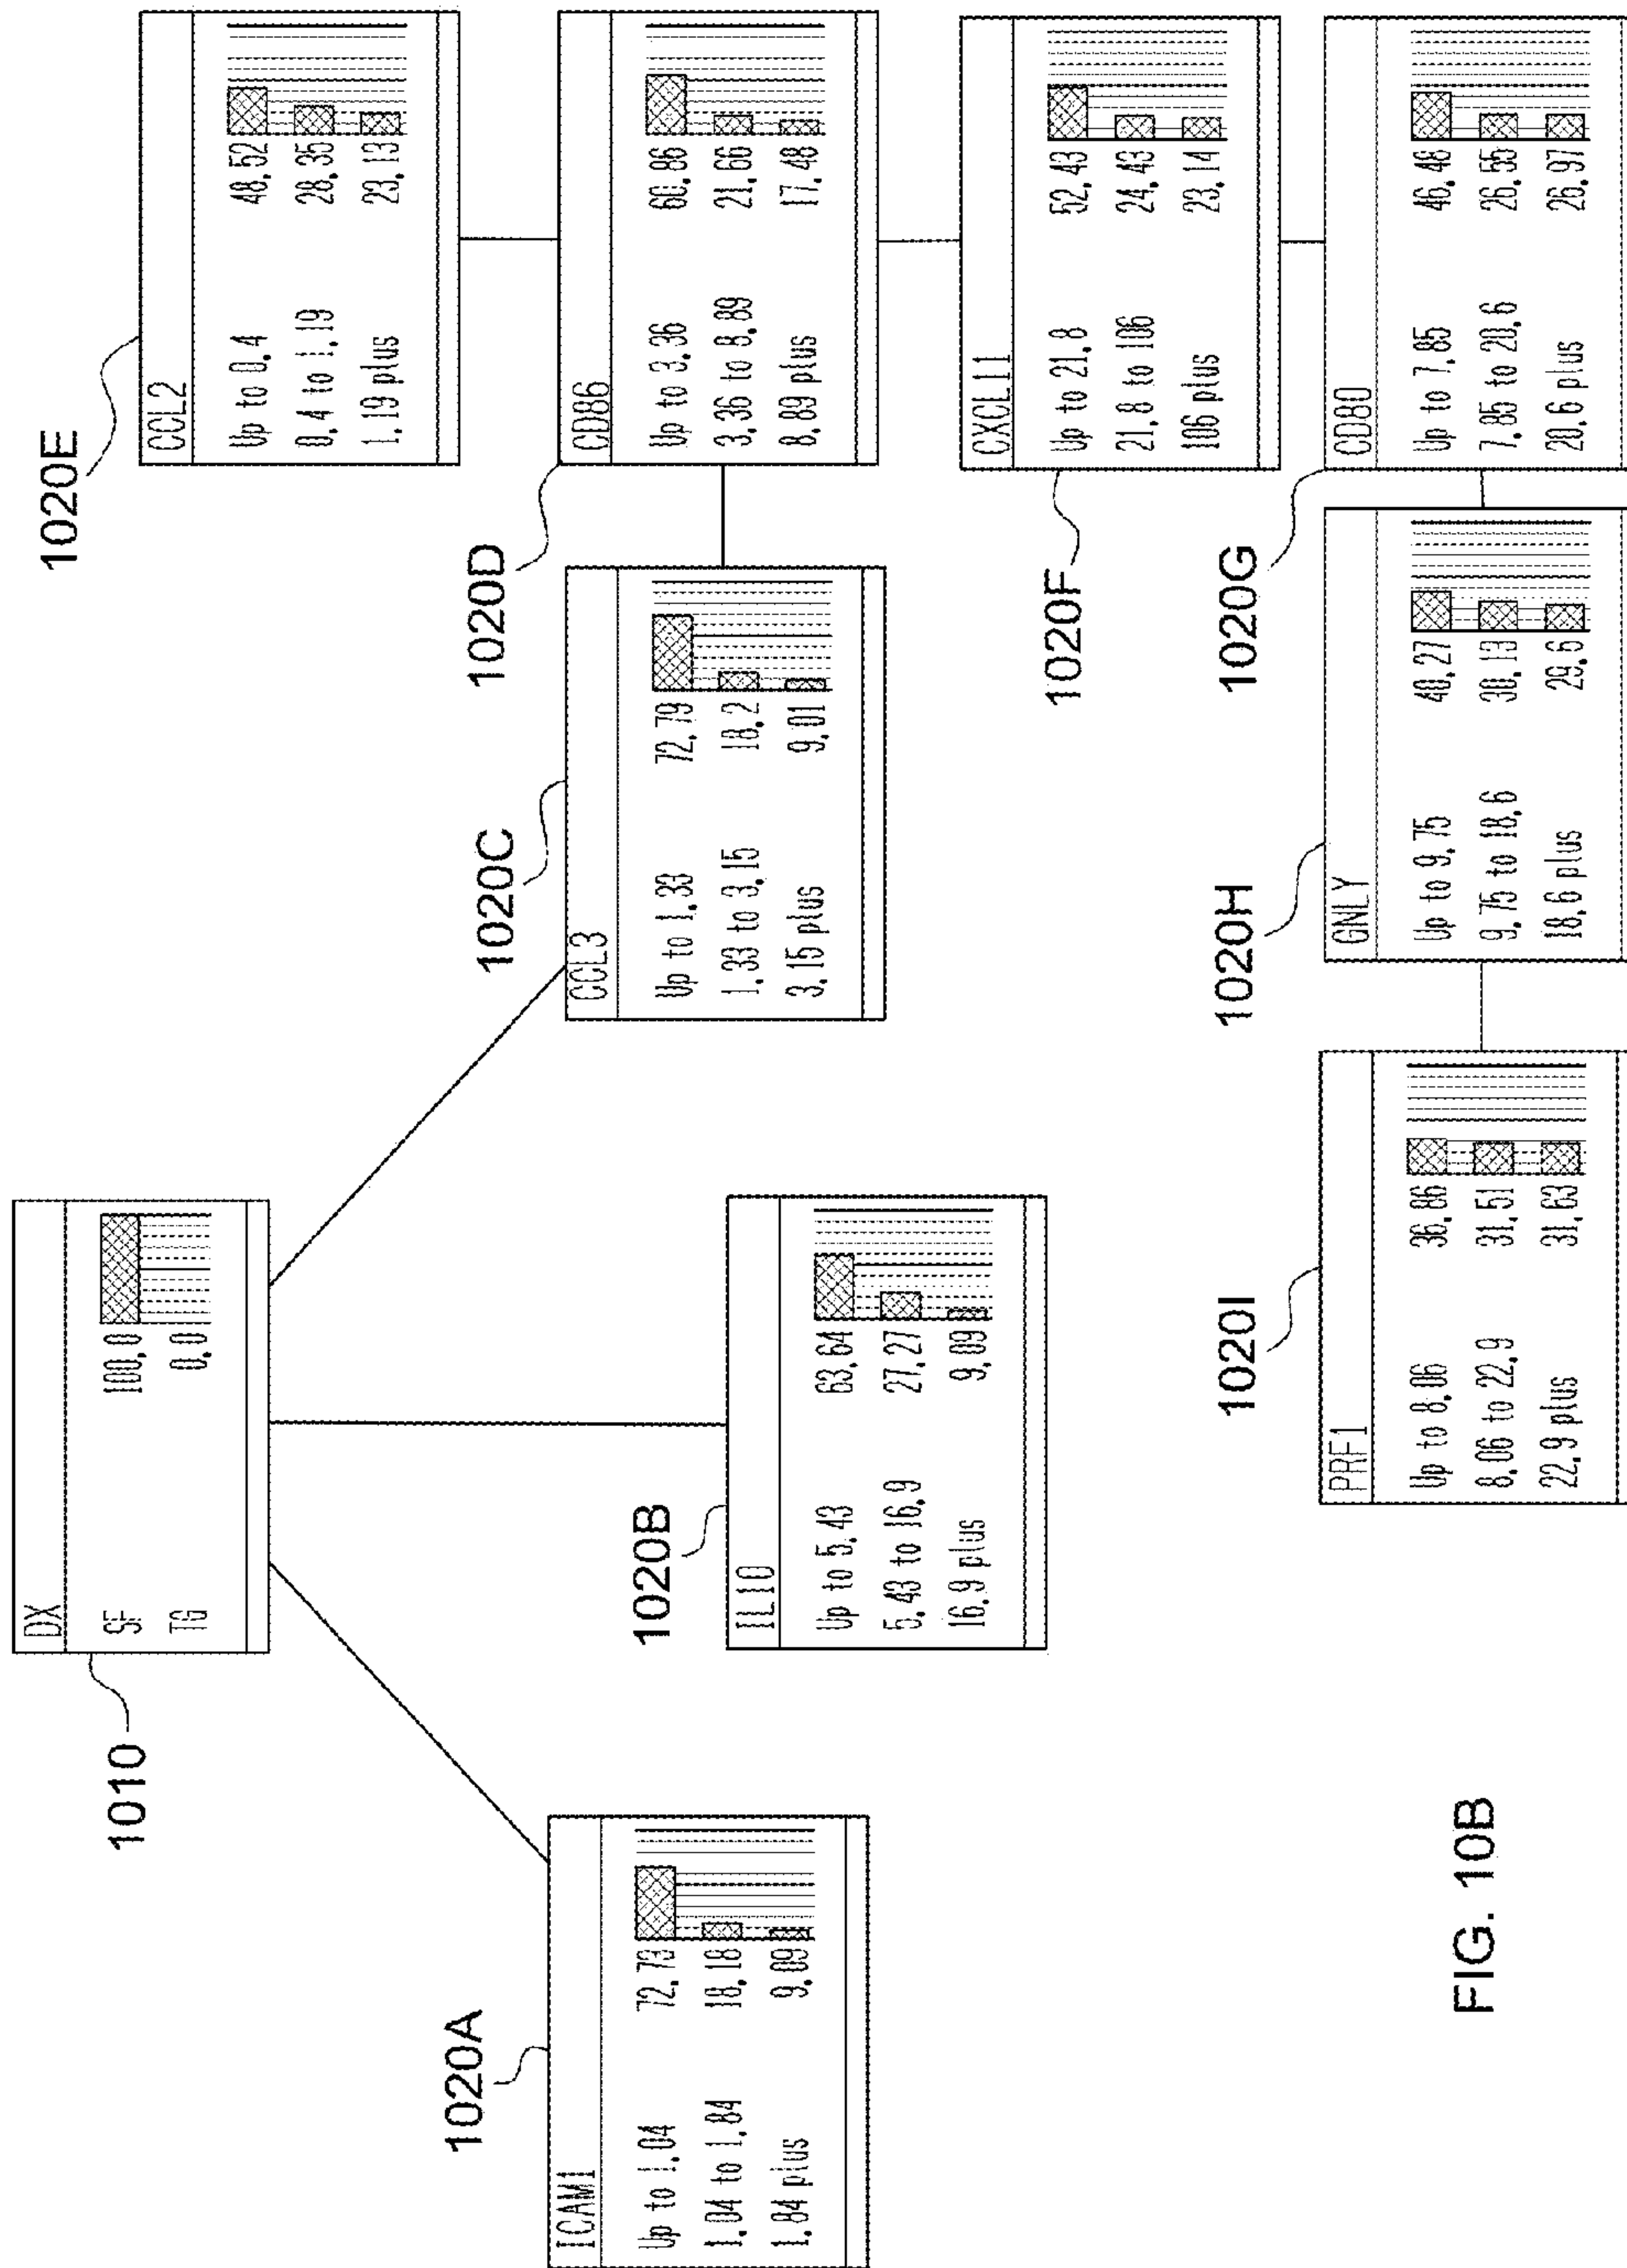 1010
DX
SF 100,0
TG 0,0
1020A
ICAM1
Up to 1,04 72,73
1,04 to 1,84 18,18
1,84 plus 9,09
1020B
IL10
Up to 5,43 63,64
5,43 to 16,9 27,27
16,9 plus 9,09
1020C
CCL3
Up to 1,33 72,79
1,33 to 3,15 18,2
3,15 plus 9,01
1020E
CCL2
Up to 0,4 48,52
0,4 to 1,19 28,35
1,19 plus 23,13
1020D
CD86
Up to 3,36 60,86
3,36 to 8,89 21,66
8,89 plus 17,48
1020F
CXCL11
Up to 21,8 52,43
21,8 to 106 24,43
106 plus 23,14
1020G
CD80
Up to 7,85 46,48
7,85 to 20,6 26,55
20,6 plus 26,97
1020H
GNLY
Up to 9,75 40,27
9,75 to 18,6 30,13
18,6 plus 29,6
1020I
PRF1
Up to 8,06 36,86
8,06 to 22,9 31,51
22,9 plus 31,63
FIG. 10B